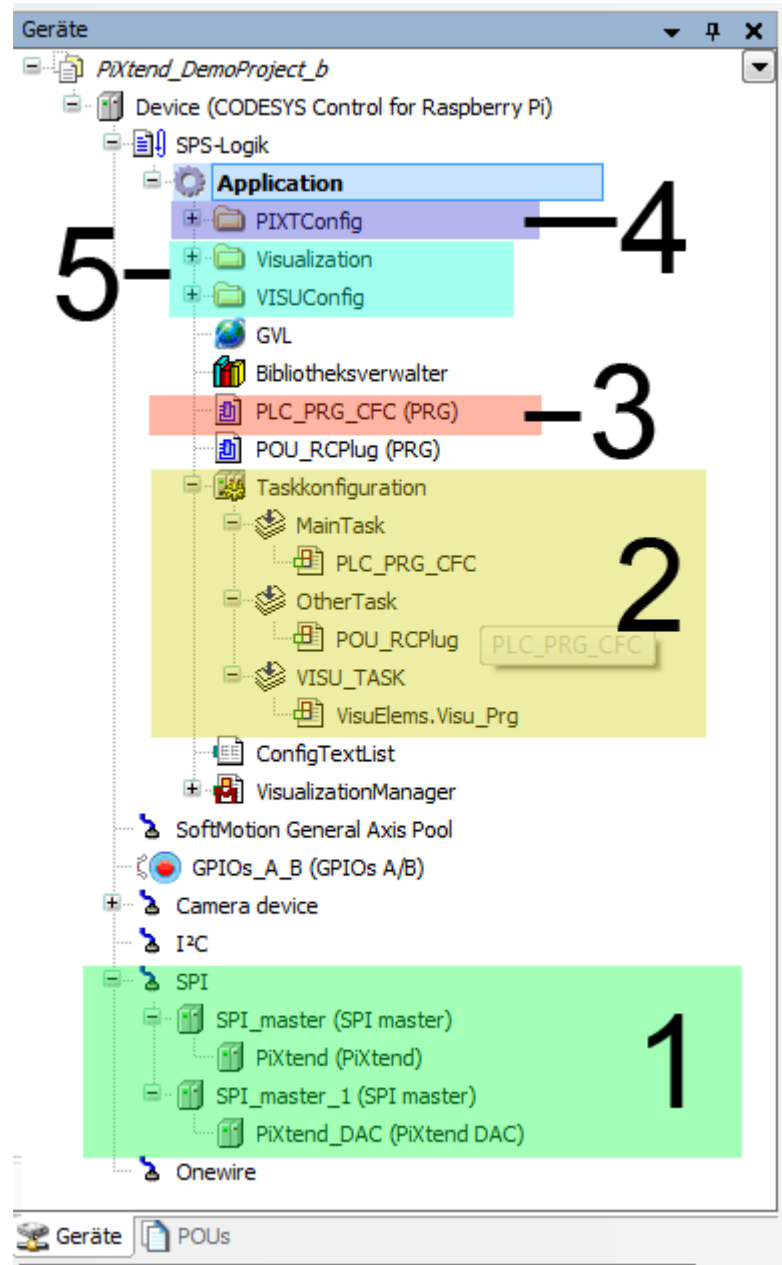 Geräte
PiXtend_DemoProject_b
Device (CODESYS Control for Raspberry Pi)
SPS-Logik
Application
PIXTConfig
4
5
Visualization
VISUConfig
GVL
Bibliotheksverwalter
PLC_PRG_CFC (PRG)
3
POU_RCPlug (PRG)
Taskkonfiguration
MainTask
PLC_PRG_CFC
2
OtherTask
POU_RCPlug PLC_PRG_CFC
VISU_TASK
VisuElems.Visu_Prg
ConfigTextList
VisualizationManager
SoftMotion General Axis Pool
GPIOs_A_B (GPIOs A/B)
Camera device
I²C
SPI
SPI_master (SPI master)
1
PiXtend (PiXtend)
SPI_master_1 (SPI master)
PiXtend_DAC (PiXtend DAC)
Onewire
Geräte POUs